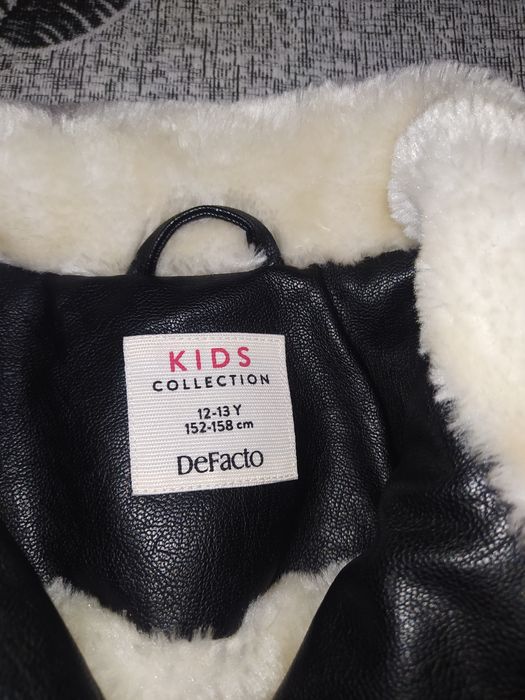 KIDS
COLLECTION
12-13 Y
152-158 cm
DeFacto